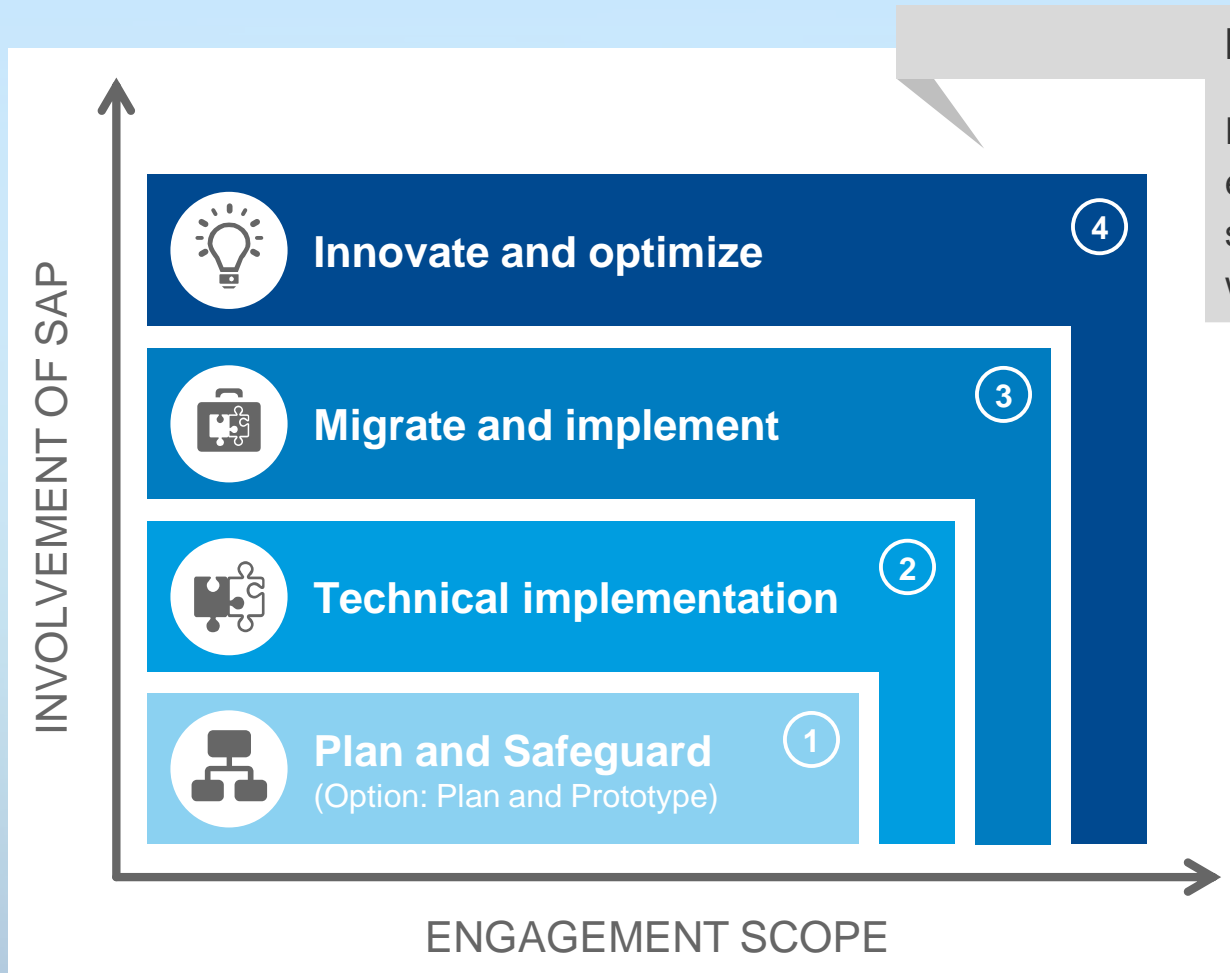 INVOLVEMENT OF SAP
Innovate and optimize
4
Migrate and implement
3
Technical implementation
2
Plan and Safeguard
1
(Option: Plan and Prototype)
ENGAGEMENT SCOPE